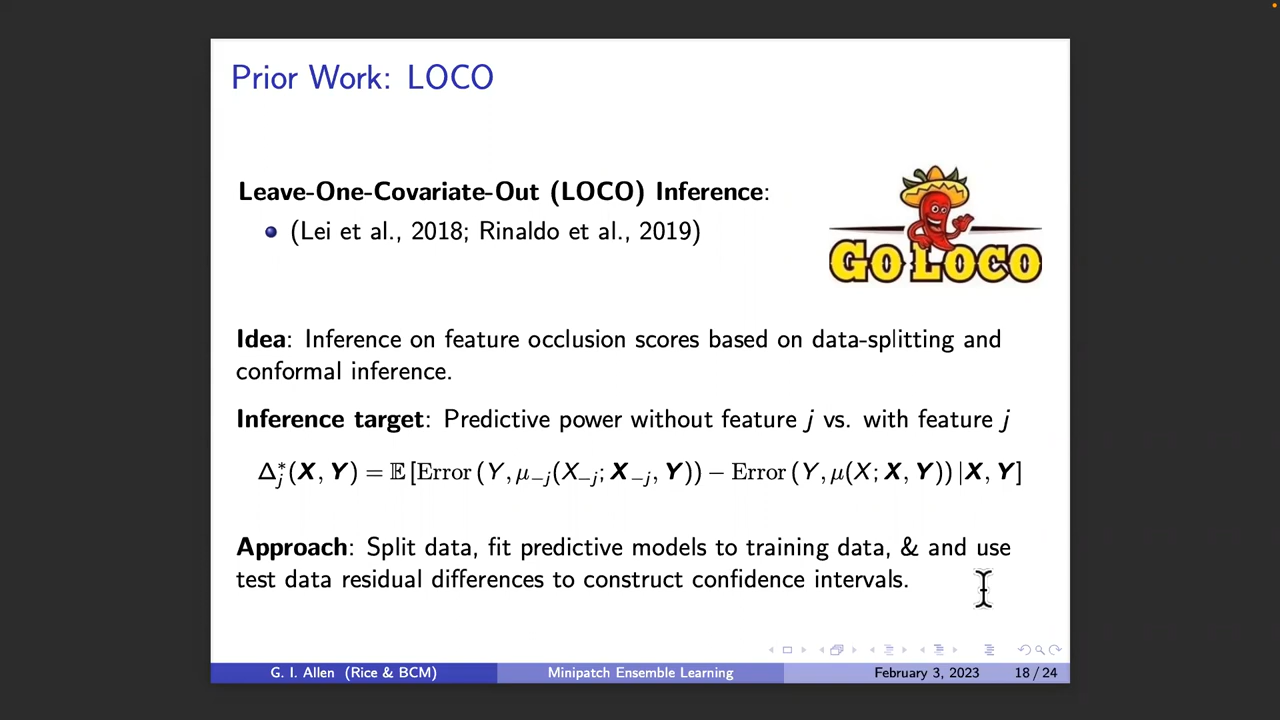 Prior Work: LOCO
Leave-One-Covariate-Out (LOCO) Inference:
(Lei et al., 2018; Rinaldo et al., 2019)
GO LOCO
Idea: Inference on feature occlusion scores based on data-splitting and
conformal inference.
Inference target: Predictive power without feature j vs. with feature j
Δ*j(X, Y) = 𝔼 [Error (Y, μ−j(X−j; X−j, Y)) − Error (Y, μ(X; X, Y)) |X, Y]
Approach: Split data, fit predictive models to training data, & and use
test data residual differences to construct confidence intervals.
G. I. Allen (Rice & BCM) Minipatch Ensemble Learning February 3, 2023 18 / 24